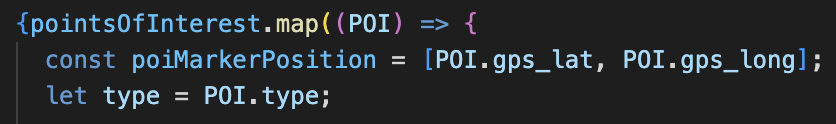 {pointsOfInterest.map((POI) => {
const poiMarkerPosition = [POI.gps_lat, POI.gps_long];
let type = POI.type;